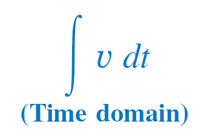 ∫ v dt
(Time domain)